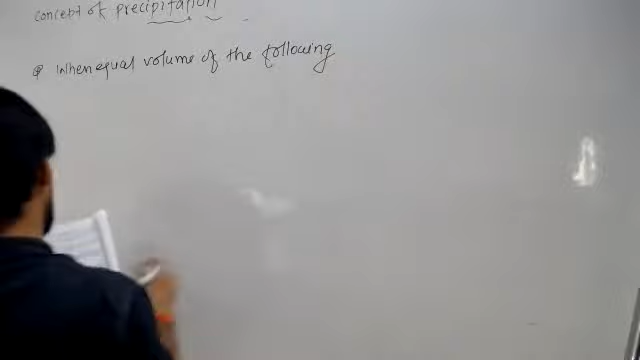 concept of precipitation
Q When equal volume of the following